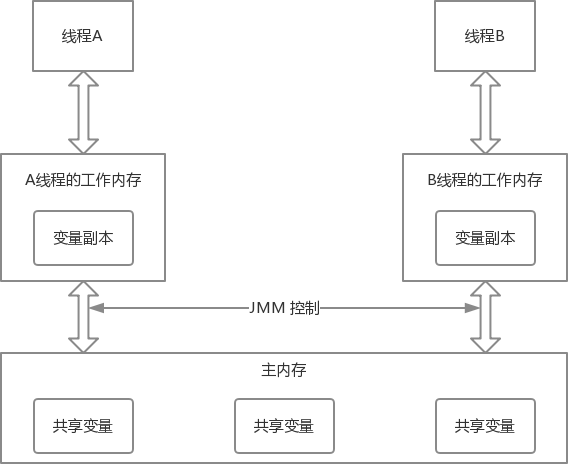 线程A
线程B
A线程的工作内存
B线程的工作内存
变量副本
变量副本
JMM 控制
主内存
共享变量
共享变量
共享变量